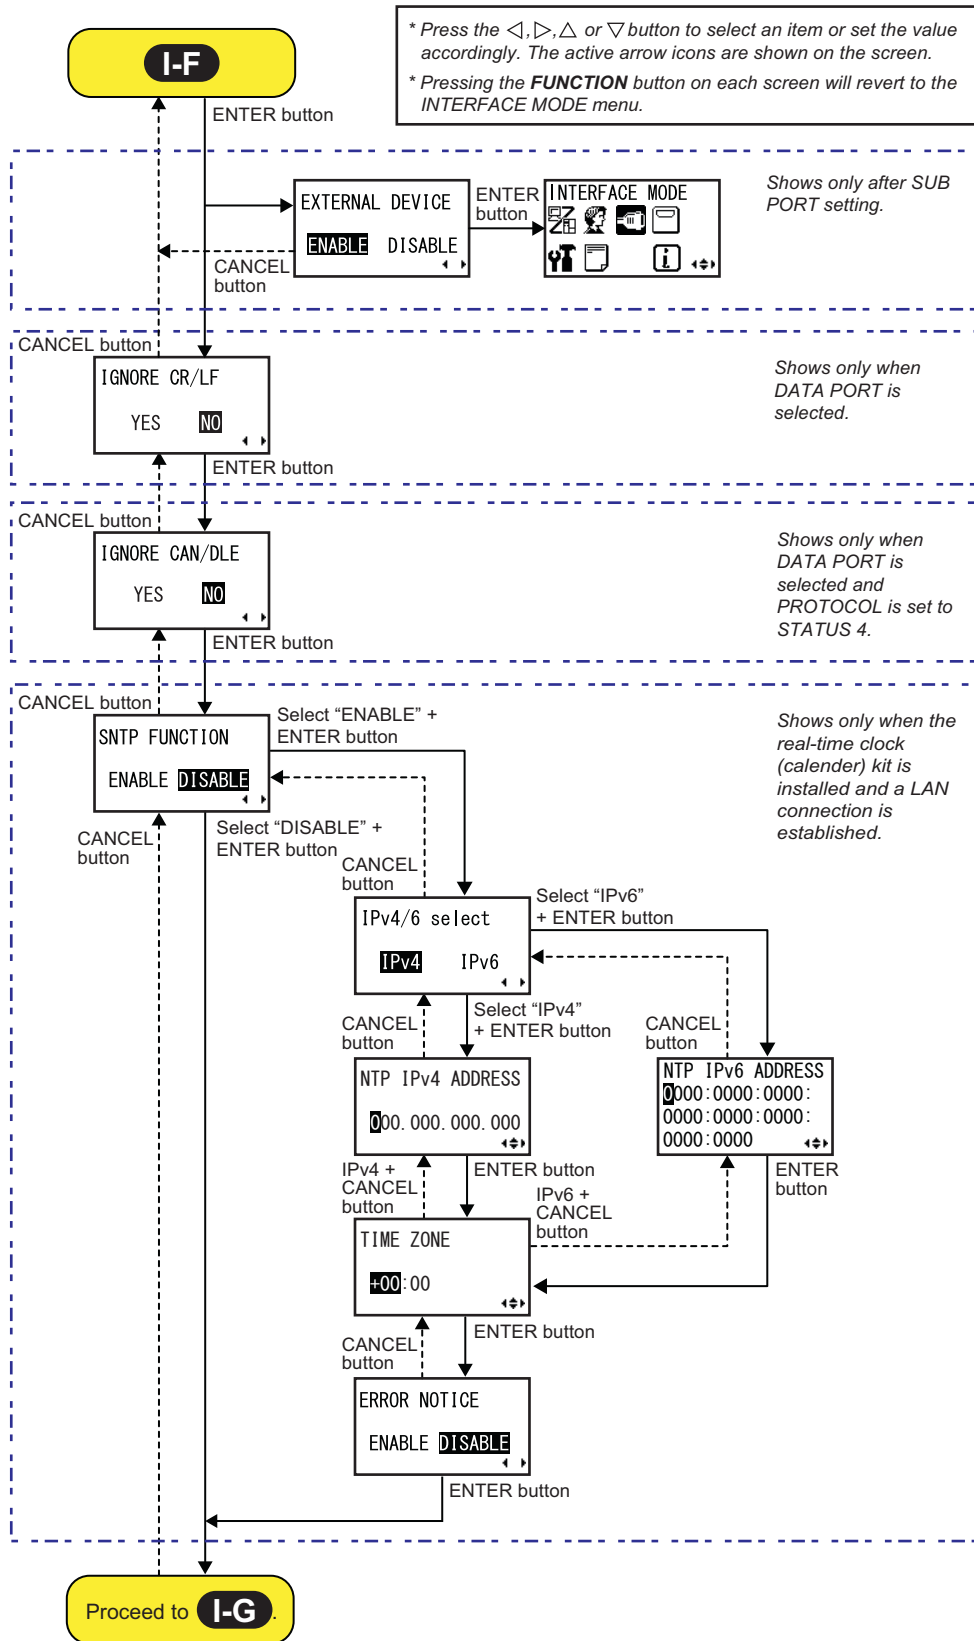 * Press the ◁, ▷, △ or ▽ button to select an item or set the value
accordingly. The active arrow icons are shown on the screen.
* Pressing the FUNCTION button on each screen will revert to the
INTERFACE MODE menu.
I-F
ENTER button
EXTERNAL DEVICE
ENABLE DISABLE
ENTER
button
INTERFACE MODE
Shows only after SUB
PORT setting.
CANCEL
button
CANCEL button
IGNORE CR/LF
YES NO
Shows only when
DATA PORT is
selected.
ENTER button
CANCEL button
IGNORE CAN/DLE
YES NO
Shows only when
DATA PORT is
selected and
PROTOCOL is set to
STATUS 4.
ENTER button
CANCEL button
SNTP FUNCTION
ENABLE DISABLE
Select “ENABLE” +
ENTER button
Shows only when the
real-time clock
(calender) kit is
installed and a LAN
connection is
established.
CANCEL
button
Select “DISABLE” +
ENTER button
CANCEL
button
IPv4/6 select
IPv4 IPv6
Select “IPv6”
+ ENTER button
CANCEL
button
Select “IPv4”
+ ENTER button
CANCEL
button
NTP IPv4 ADDRESS
000.000.000.000
NTP IPv6 ADDRESS
0000:0000:0000:
0000:0000:0000:
0000:0000
IPv4 +
CANCEL
button
ENTER button
IPv6 +
CANCEL
button
ENTER
button
TIME ZONE
+00:00
CANCEL
button
ENTER button
ERROR NOTICE
ENABLE DISABLE
ENTER button
Proceed to I-G.